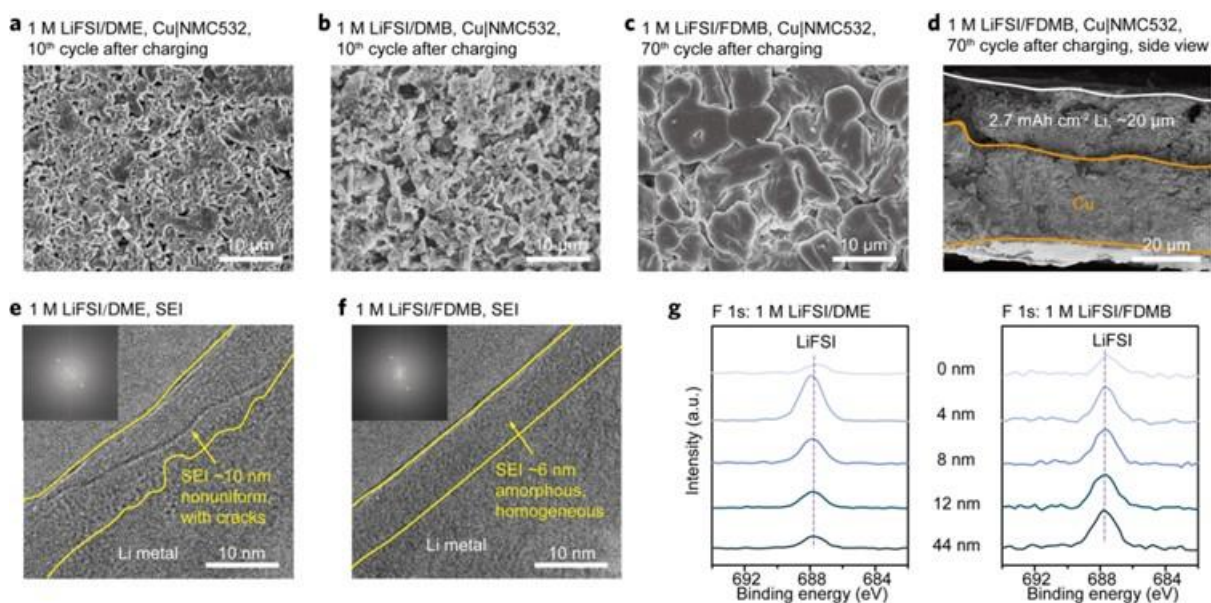 a 1 M LiFSI/DME, Cu|NMC532,
10th cycle after charging
10 μm
b 1 M LiFSI/DMB, Cu|NMC532,
10th cycle after charging
10 μm
c 1 M LiFSI/FDMB, Cu|NMC532,
70th cycle after charging
10 μm
d 1 M LiFSI/FDMB, Cu|NMC532,
70th cycle after charging, side view
2.7 mAh cm-2 Li, ~20 μm
Cu
20 μm
e 1 M LiFSI/DME, SEI
SEI ~10 nm
nonuniform,
with cracks
Li metal
10 nm
f 1 M LiFSI/FDMB, SEI
SEI ~6 nm
amorphous,
homogeneous
Li metal
10 nm
g F 1s: 1 M LiFSI/DME
LiFSI
Intensity (a.u.)
692 688 684
Binding energy (eV)
0 nm
4 nm
8 nm
12 nm
44 nm
F 1s: 1 M LiFSI/FDMB
LiFSI
692 688 684
Binding energy (eV)